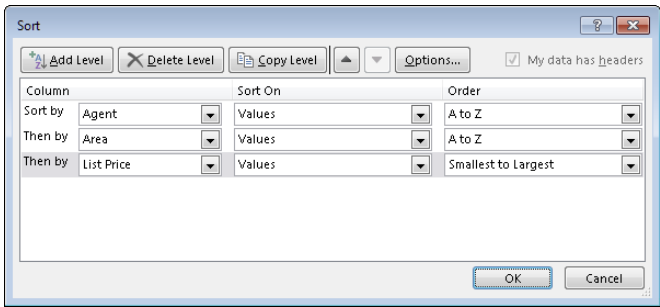 Sort
Add Level Delete Level Copy Level Options... My data has headers
Column Sort On Order
Sort by Agent Values A to Z
Then by Area Values A to Z
Then by List Price Values Smallest to Largest
OK Cancel